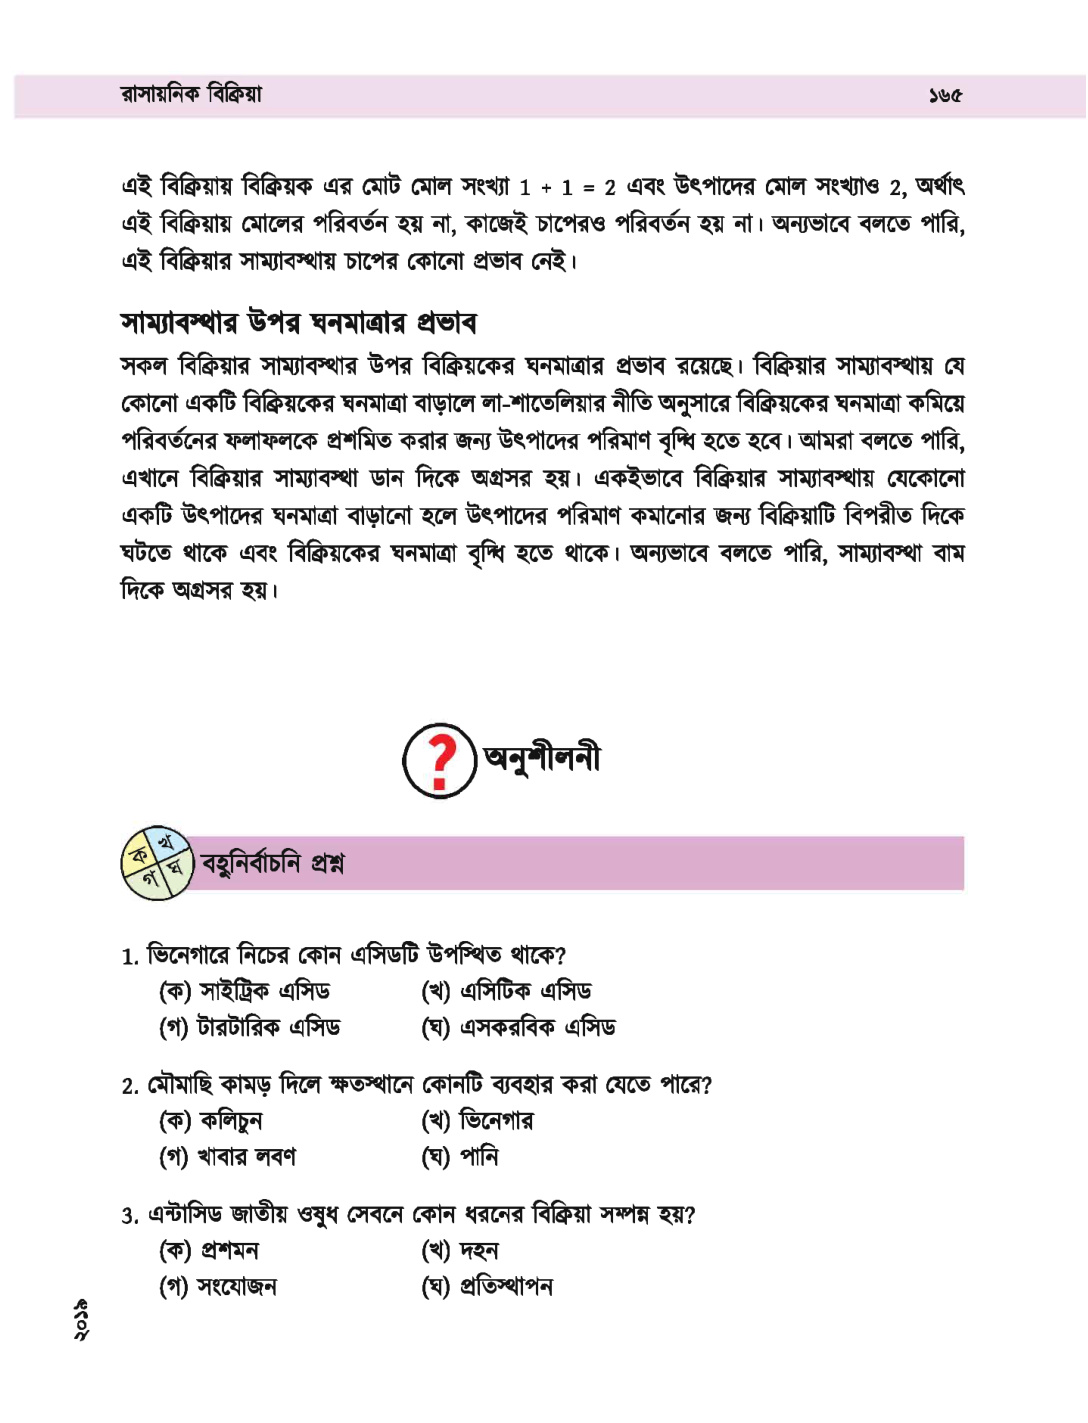 রাসায়নিক বিক্রিয়া ১৬৫
এই বিক্রিয়ায় বিক্রিয়ক এর মোট মোল সংখ্যা 1 + 1 = 2 এবং উৎপাদের মোল সংখ্যাও 2, অর্থাৎ
এই বিক্রিয়ায় মোলের পরিবর্তন হয় না, কাজেই চাপেরও পরিবর্তন হয় না। অন্যভাবে বলতে পারি,
এই বিক্রিয়ার সাম্যাবস্থায় চাপের কোনো প্রভাব নেই।
সাম্যাবস্থার উপর ঘনমাত্রার প্রভাব
সকল বিক্রিয়ার সাম্যাবস্থার উপর বিক্রিয়কের ঘনমাত্রার প্রভাব রয়েছে। বিক্রিয়ার সাম্যাবস্থায় যে
কোনো একটি বিক্রিয়কের ঘনমাত্রা বাড়ালে লা-শাতেলিয়ার নীতি অনুসারে বিক্রিয়কের ঘনমাত্রা কমিয়ে
পরিবর্তনের ফলাফলকে প্রশমিত করার জন্য উৎপাদের পরিমাণ বৃদ্ধি হতে হবে। আমরা বলতে পারি,
এখানে বিক্রিয়ার সাম্যাবস্থা ডান দিকে অগ্রসর হয়। একইভাবে বিক্রিয়ার সাম্যাবস্থায় যেকোনো
একটি উৎপাদের ঘনমাত্রা বাড়ানো হলে উৎপাদের পরিমাণ কমানোর জন্য বিক্রিয়াটি বিপরীত দিকে
ঘটতে থাকে এবং বিক্রিয়কের ঘনমাত্রা বৃদ্ধি হতে থাকে। অন্যভাবে বলতে পারি, সাম্যাবস্থা বাম
দিকে অগ্রসর হয়।
? অনুশীলনী
ক খ গ ঘ বহুনির্বাচনি প্রশ্ন
1. ভিনেগারে নিচের কোন এসিডটি উপস্থিত থাকে?
(ক) সাইট্রিক এসিড (খ) এসিটিক এসিড
(গ) টারটারিক এসিড (ঘ) এসকরবিক এসিড
2. মৌমাছি কামড় দিলে ক্ষতস্থানে কোনটি ব্যবহার করা যেতে পারে?
(ক) কলিচুন (খ) ভিনেগার
(গ) খাবার লবণ (ঘ) পানি
3. এন্টাসিড জাতীয় ওষুধ সেবনে কোন ধরনের বিক্রিয়া সম্পন্ন হয়?
(ক) প্রশমন (খ) দহন
(গ) সংযোজন (ঘ) প্রতিস্থাপন
২০১৯